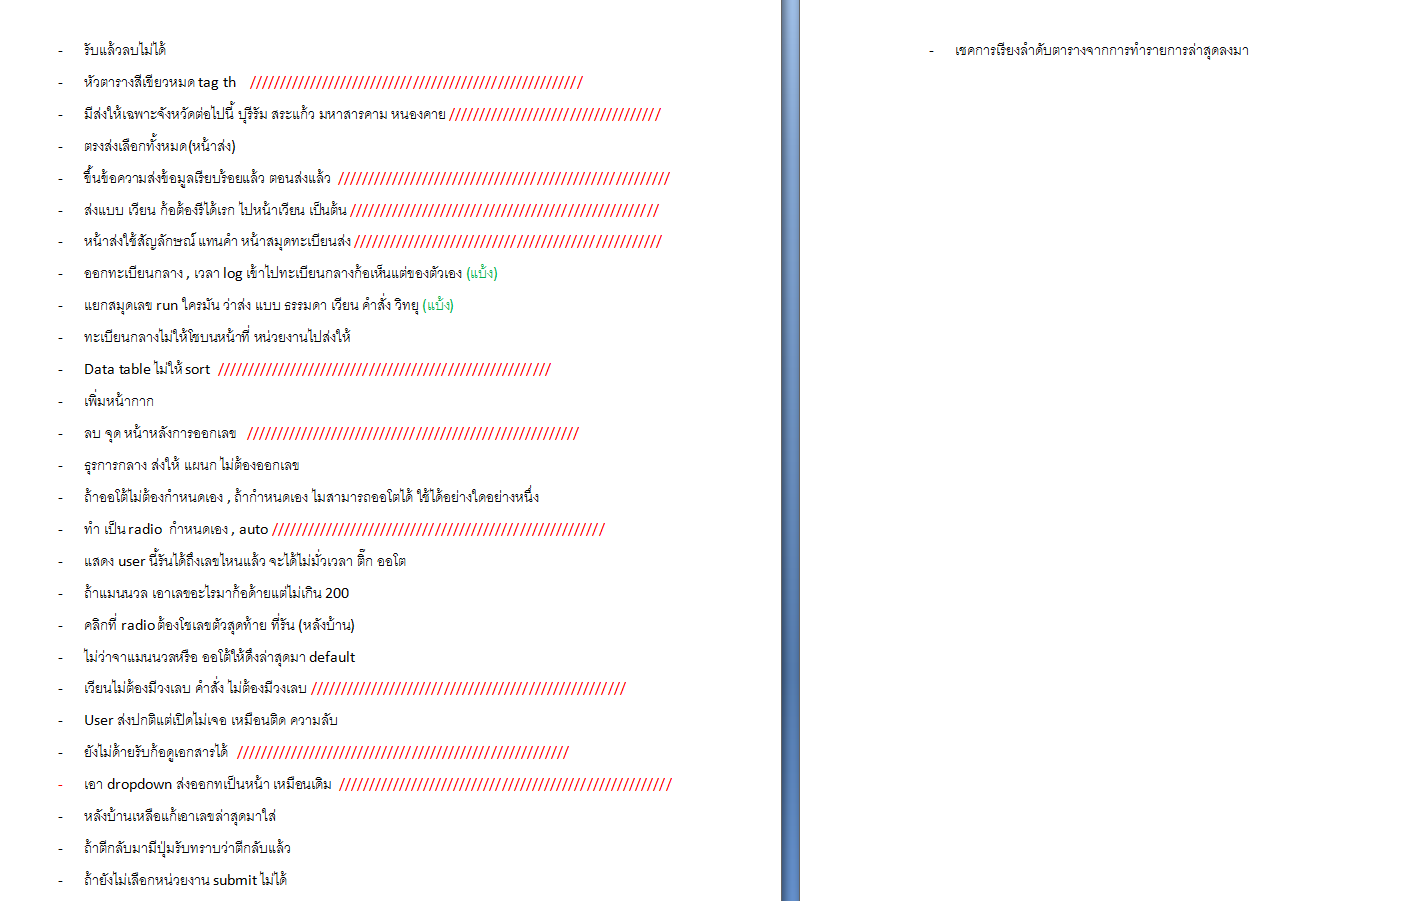 - รับแล้วลบไม่ได้
- หัวตารางสีเขียวหมด tag th ///////////////////////////////////////////////////////
- มีส่งให้เฉพาะจังหวัดต่อไปนี้ บุรีรัม สระแก้ว มหาสารคาม หนองคาย ///////////////////////////////////
- ตรงส่งเลือกทั้งหมด(หน้าส่ง)
- ขึ้นข้อความส่งข้อมูลเรียบร้อยแล้ว ตอนส่งแล้ว ///////////////////////////////////////////////////////
- ส่งแบบ เวียน ก้อต้องรีไดเรก ไปหน้าเวียน เป็นต้น ///////////////////////////////////////////////////
- หน้าส่งใช้สัญลักษณ์ แทนคำ หน้าสมุดทะเบียนส่ง ///////////////////////////////////////////////////
- ออกทะเบียนกลาง , เวลา log เข้าไปทะเบียนกลางก้อเห็นแต่ของตัวเอง (แป้ง)
- แยกสมุดเลข run ใครมัน ว่าส่ง แบบ ธรรมดา เวียน คำสั่ง วิทยุ (แป้ง)
- ทะเบียนกลางไม่ให้โชบนหน้าที่ หน่วยงานไปส่งให้
- Data table ไม่ให้ sort ///////////////////////////////////////////////////////
- เพิ่มหน้ากาก
- ลบ จุด หน้าหลังการออกเลข ///////////////////////////////////////////////////////
- ธุรการกลาง ส่งให้ แผนก ไม่ต้องออกเลข
- ถ้าออโต้ไม่ต้องกำหนดเอง , ถ้ากำหนดเอง ไมสามารถออโตได้ ใช้ได้อย่างใดอย่างหนึ่ง
- ทำ เป็น radio กำหนดเอง , auto ///////////////////////////////////////////////////////
- แสดง user นี้รันได้ถึงเลขไหนแล้ว จะได้ไม่มั่วเวลา ติ๊ก ออโต
- ถ้าแมนนวล เอาเลขอะไรมาก้อด้ายแต่ไม่เกิน 200
- คลิกที่ radio ต้องโชเลขตัวสุดท้าย ที่รัน (หลังบ้าน)
- ไม่ว่าจาแมนนวลหรือ ออโต้ให้ดึงล่าสุดมา default
- เวียนไม่ต้องมีวงเลบ คำสั่ง ไม่ต้องมีวงเลบ ////////////////////////////////////////////////////
- User ส่งปกติแต่เปิดไม่เจอ เหมือนติด ความลับ
- ยังไม่ด้ายรับก้อดูเอกสารได้ ///////////////////////////////////////////////////////
- เอา dropdown ส่งออกทเป็นหน้า เหมือนเดิม ///////////////////////////////////////////////////////
- หลังบ้านเหลือแก้เอาเลขล่าสุดมาใส่
- ถ้าตีกลับมามีปุ่มรับทราบว่าตีกลับแล้ว
- ถ้ายังไม่เลือกหน่วยงาน submit ไม่ได้
- เชคการเรียงลำดับตารางจากการทำรายการล่าสุดลงมา